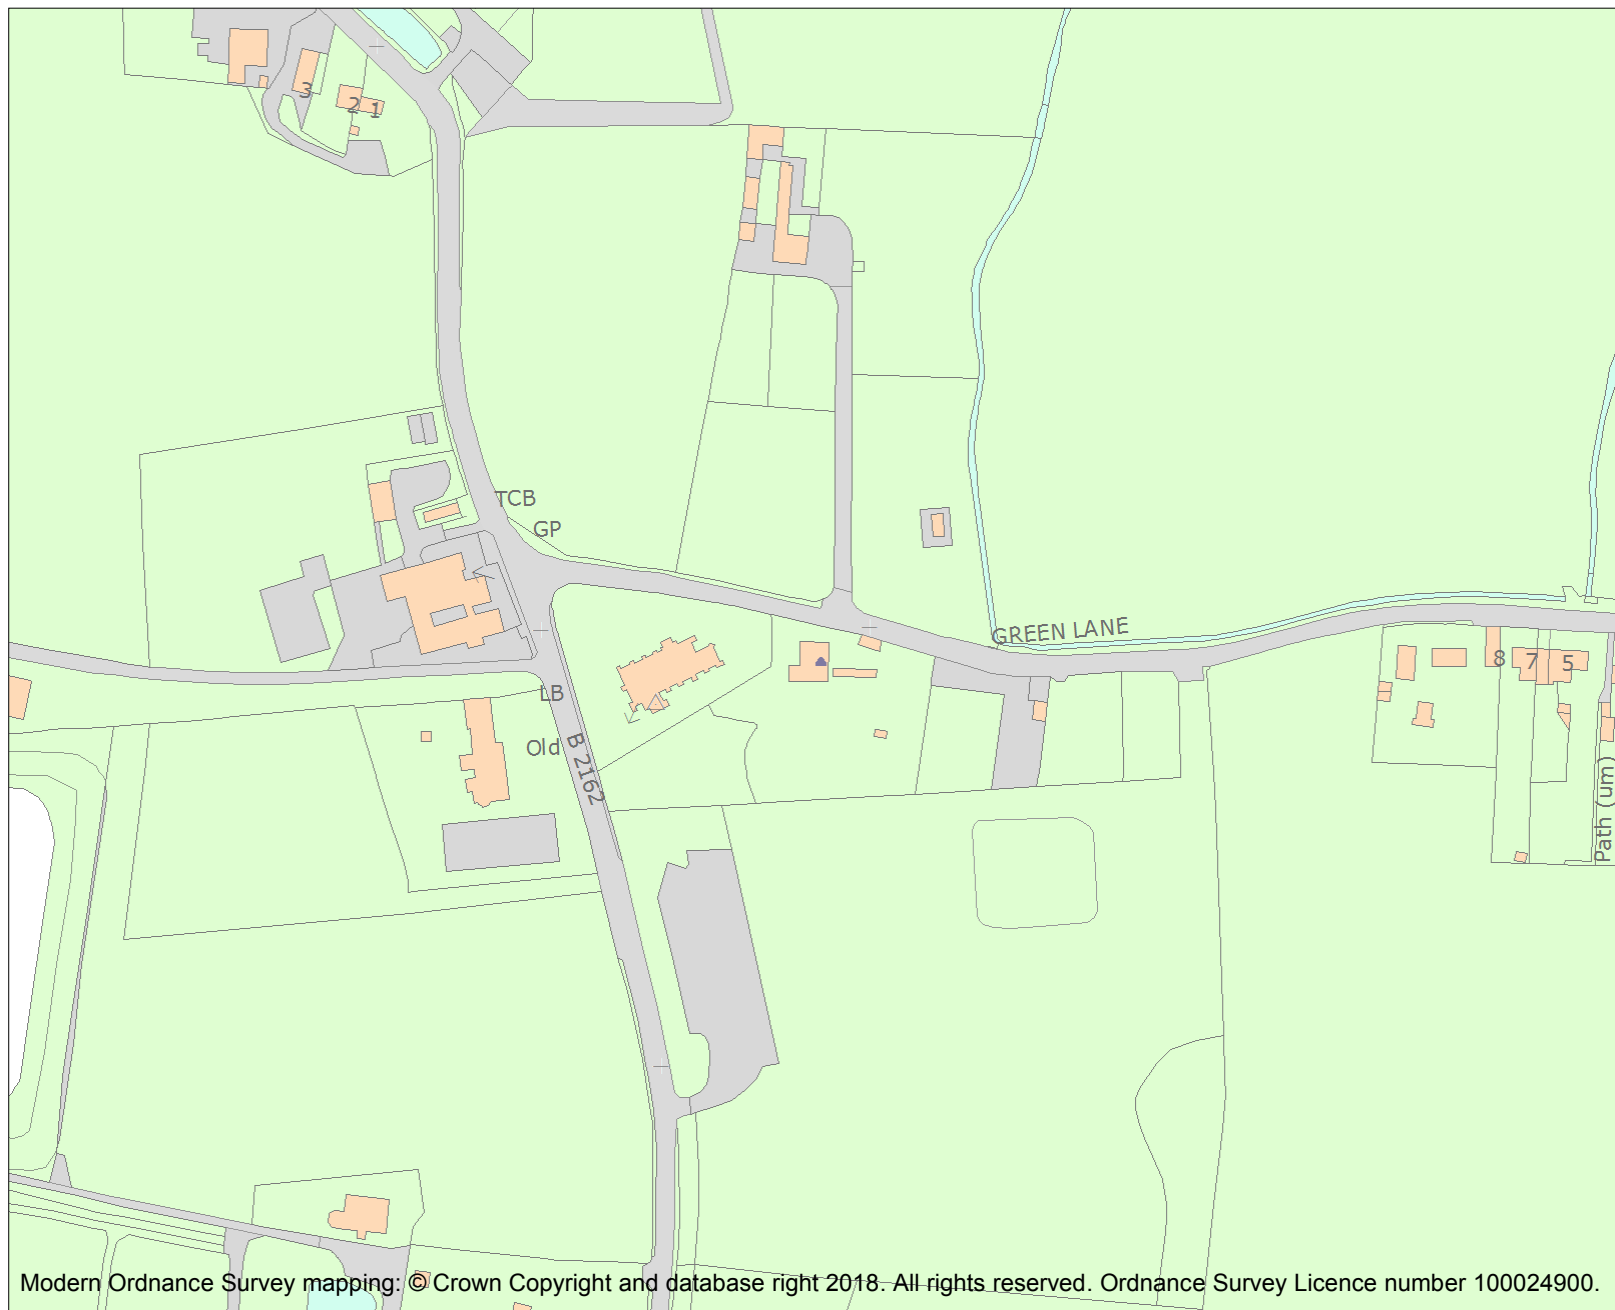 3
2
1
TCB
GP
GREEN LANE
LB
8
7
5
Old
B 2162
Path (um)
Modern Ordnance Survey mapping: © Crown Copyright and database right 2018. All rights reserved. Ordnance Survey Licence number 100024900.